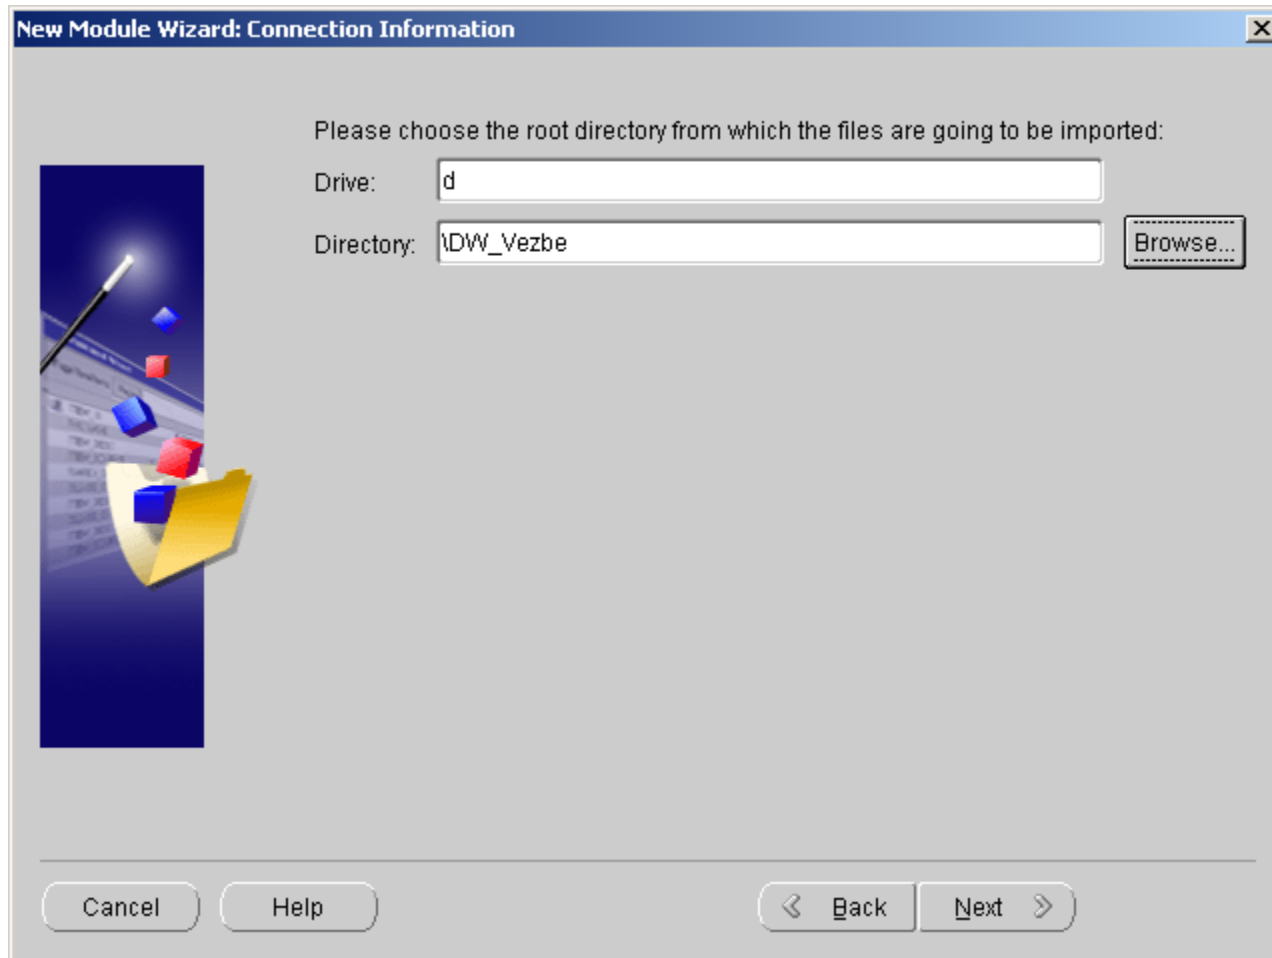 New Module Wizard: Connection Information
Please choose the root directory from which the files are going to be imported:
Drive: d
Directory: \DW_Vezbe Browse...
Cancel Help Back Next